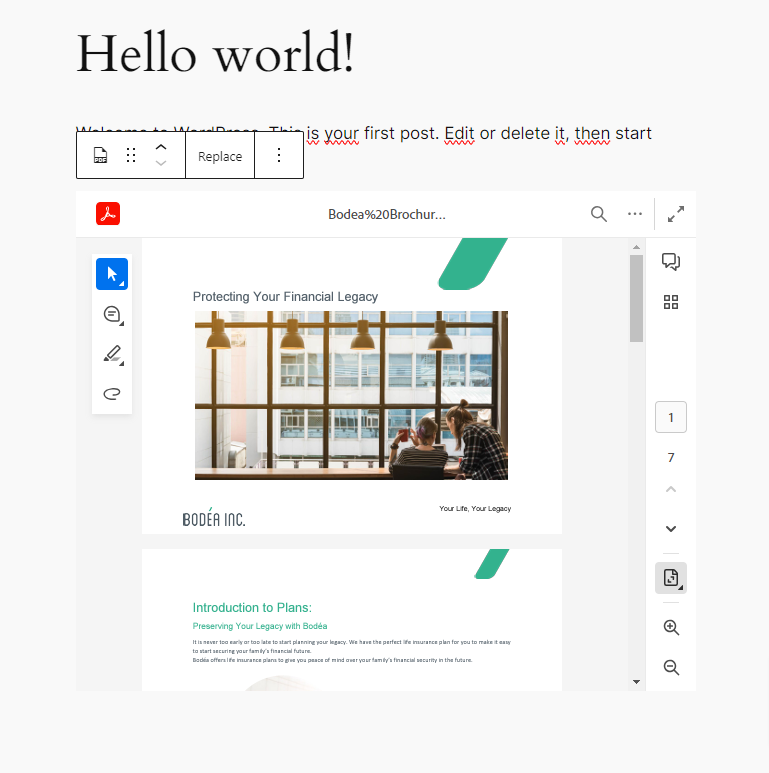 Hello world!
Welcome to WordPress. This is your first post. Edit or delete it, then start
PDF
Replace
Bodea%20Brochur...
Protecting Your Financial Legacy
1
7
Your Life, Your Legacy
BODÉA INC.
Introduction to Plans:
Preserving Your Legacy with Bodéa
It is never too early or too late to start planning your legacy. We have the perfect life insurance plan for you to make it easy
to start securing your family's financial future.
Bodéa offers life insurance plans to give you peace of mind over your family's financial security in the future.